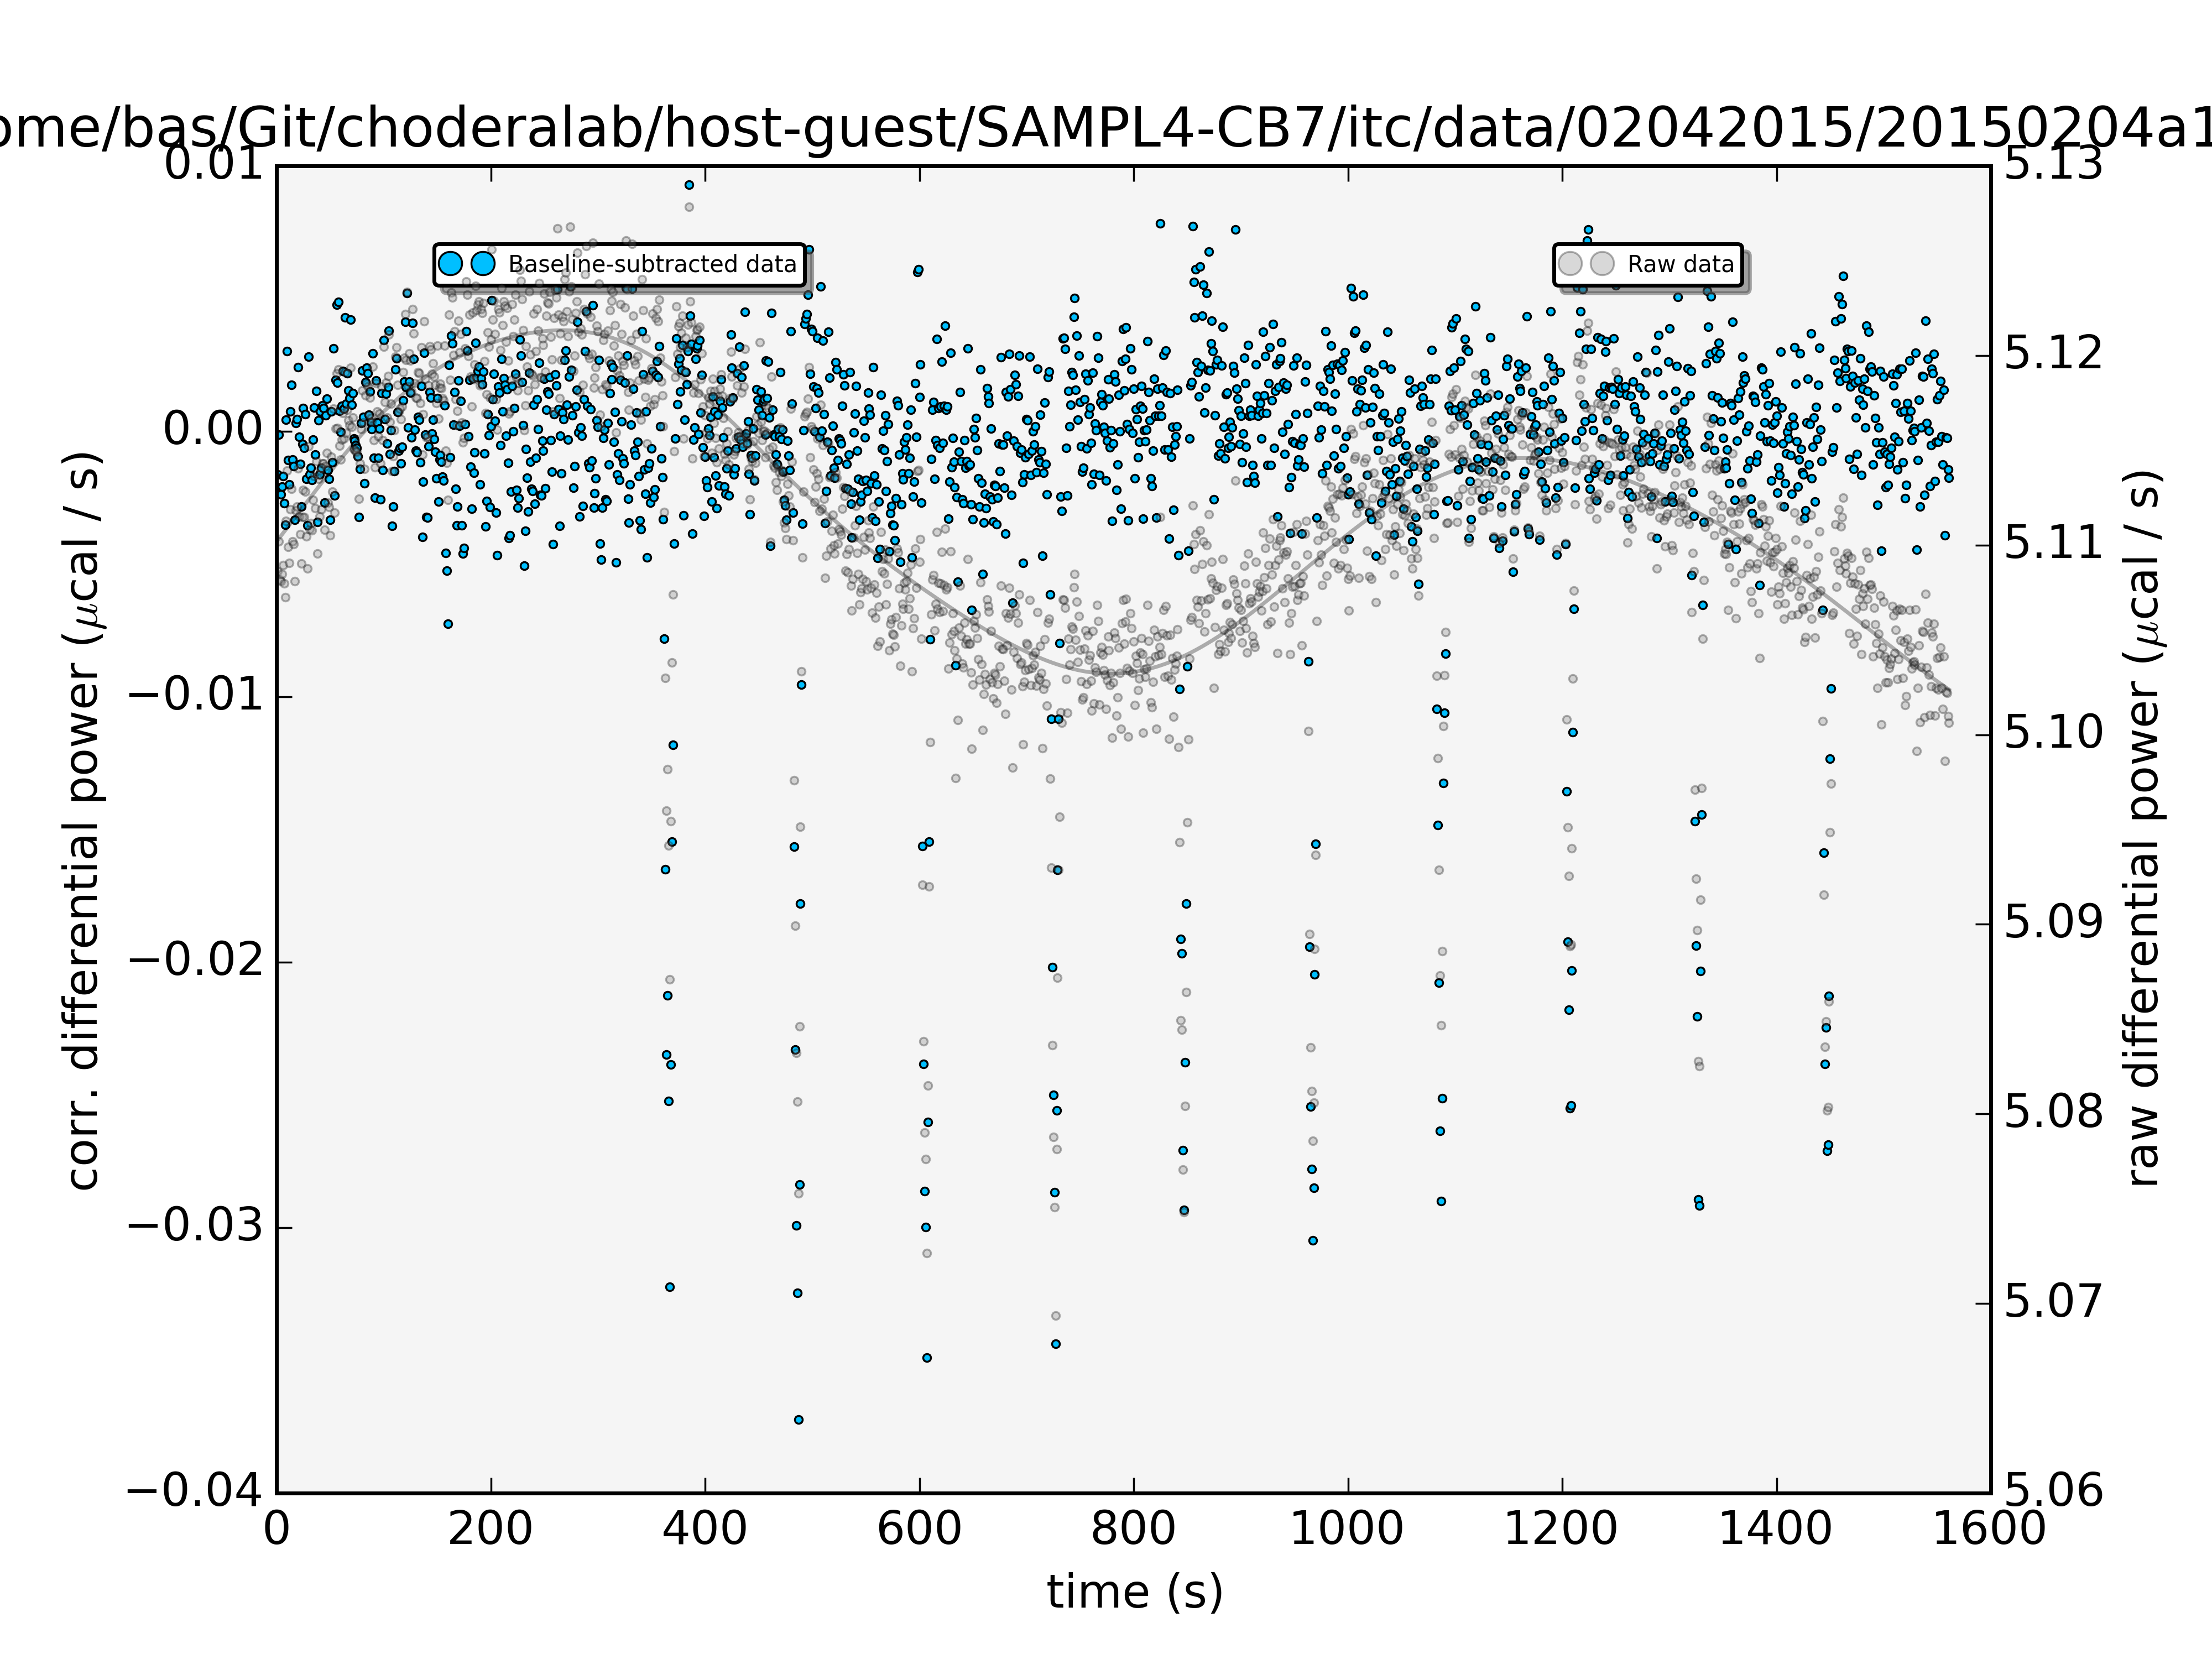 ome/bas/Git/choderalab/host-guest/SAMPL4-CB7/itc/data/02042015/20150204a1
0.01
0.00
−0.01
−0.02
−0.03
−0.04
corr. differential power (μcal / s)
Baseline-subtracted data
Raw data
5.13
5.12
5.11
5.10
5.09
5.08
5.07
5.06
raw differential power (μcal / s)
0 200 400 600 800 1000 1200 1400 1600
time (s)